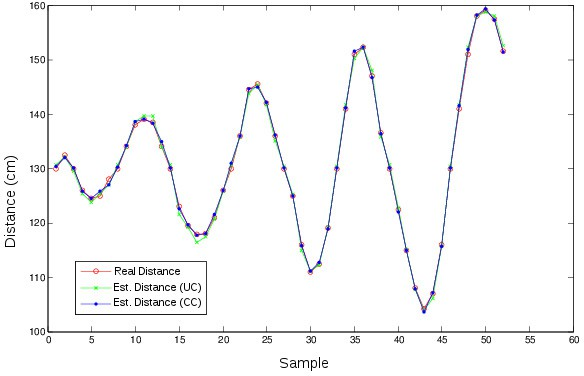 160
150
140
130
120
110
100
Distance (cm)
Real Distance
Est. Distance (UC)
Est. Distance (CC)
0 5 10 15 20 25 30 35 40 45 50 55 60
Sample